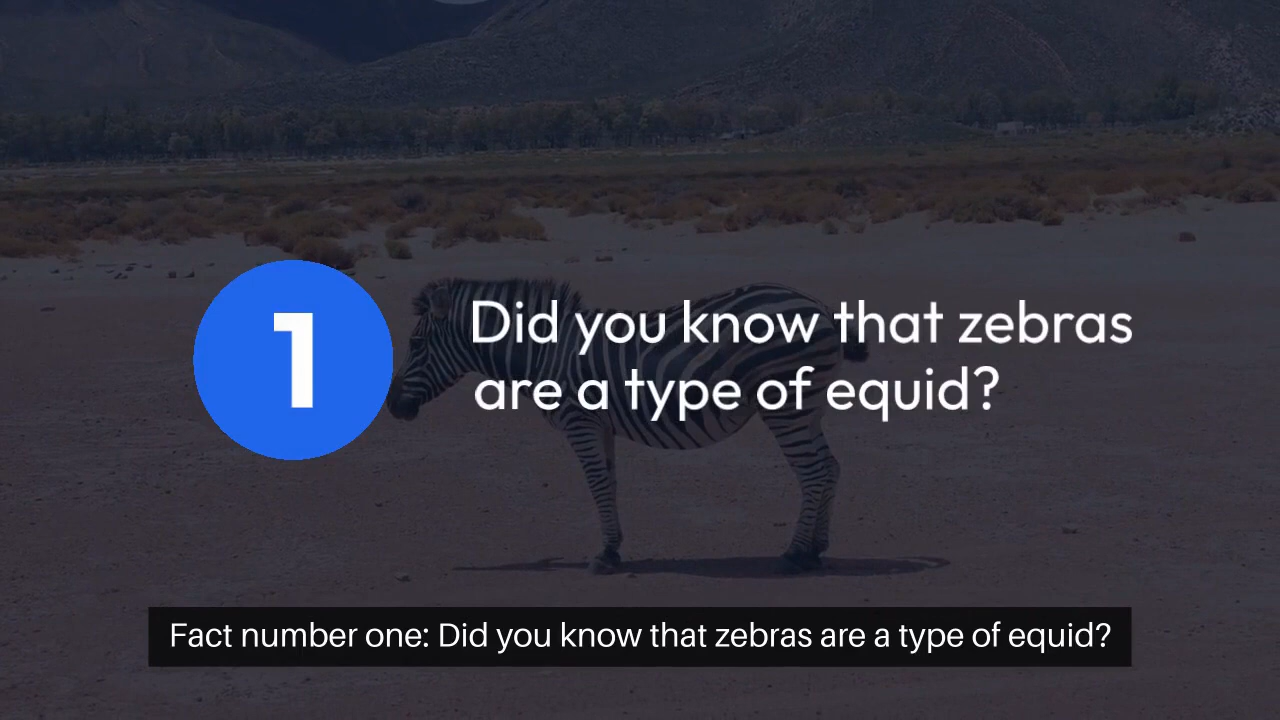 1
Did you know that zebras
are a type of equid?
Fact number one: Did you know that zebras are a type of equid?